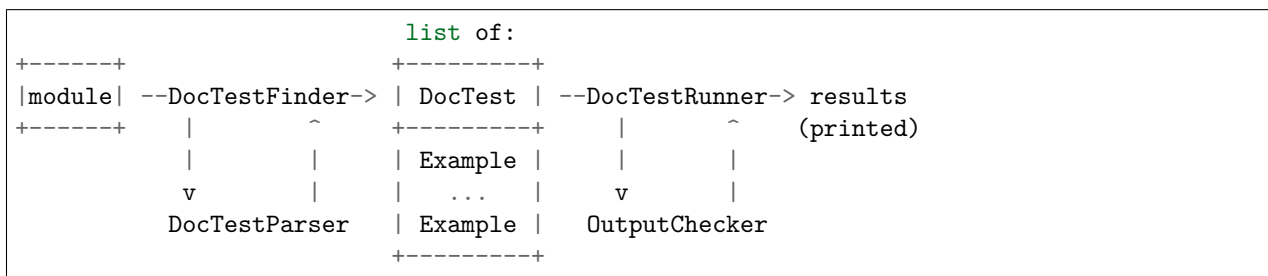 list of:
+------+                   +---------+
|module| --DocTestFinder-> | DocTest | --DocTestRunner-> results
+------+    |        ^     +---------+     |       ^    (printed)
            |        |     | Example |     |       |
            v        |     |   ...   |     v       |
           DocTestParser   | Example |   OutputChecker
                           +---------+